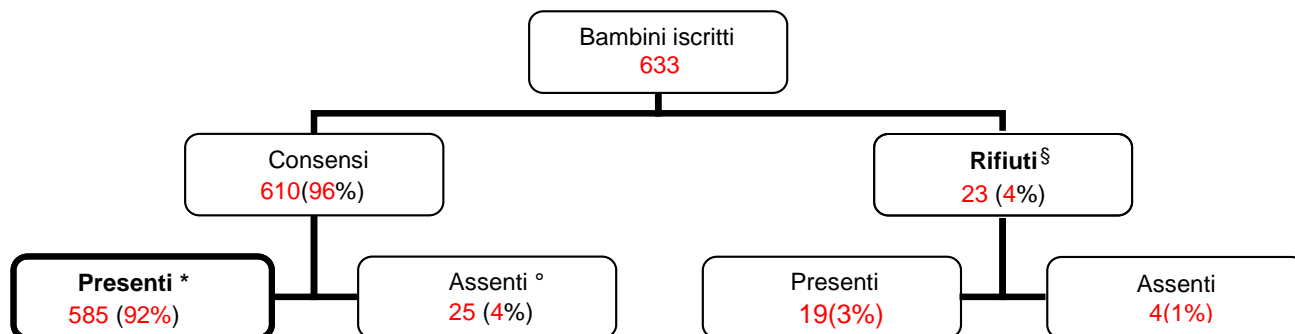 Bambini iscritti
633
Consensi
610(96%)
Rifiuti §
23 (4%)
Presenti *
585 (92%)
Assenti °
25 (4%)
Presenti
19(3%)
Assenti
4(1%)